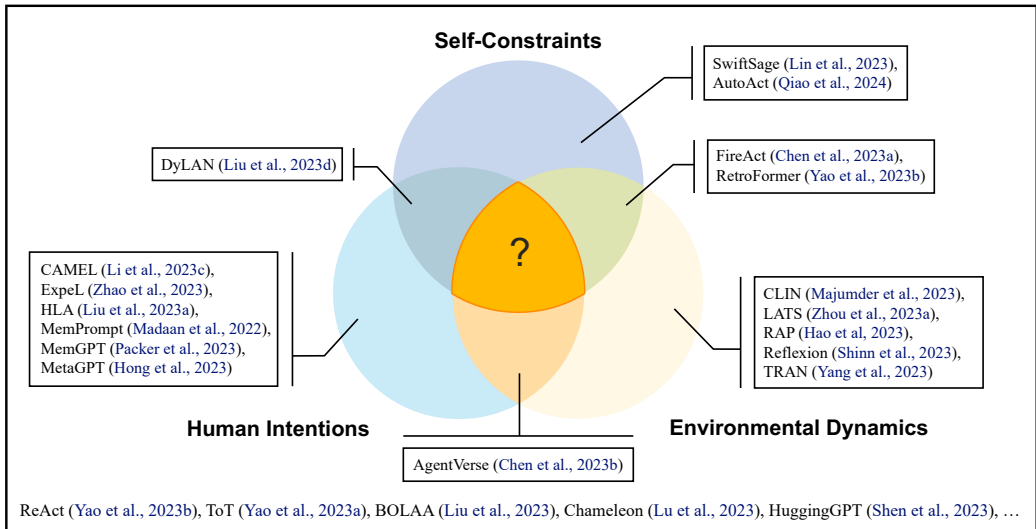 Self-Constraints
SwiftSage (Lin et al., 2023),
AutoAct (Qiao et al., 2024)
DyLAN (Liu et al., 2023d)
FireAct (Chen et al., 2023a),
RetroFormer (Yao et al., 2023b)
?
CAMEL (Li et al., 2023c),
ExpeL (Zhao et al., 2023),
HLA (Liu et al., 2023a),
MemPrompt (Madaan et al., 2022),
MemGPT (Packer et al., 2023),
MetaGPT (Hong et al., 2023)
CLIN (Majumder et al., 2023),
LATS (Zhou et al., 2023a),
RAP (Hao et al, 2023),
Reflexion (Shinn et al., 2023),
TRAN (Yang et al., 2023)
Human Intentions
Environmental Dynamics
AgentVerse (Chen et al., 2023b)
ReAct (Yao et al., 2023b), ToT (Yao et al., 2023a), BOLAA (Liu et al., 2023), Chameleon (Lu et al., 2023), HuggingGPT (Shen et al., 2023), …